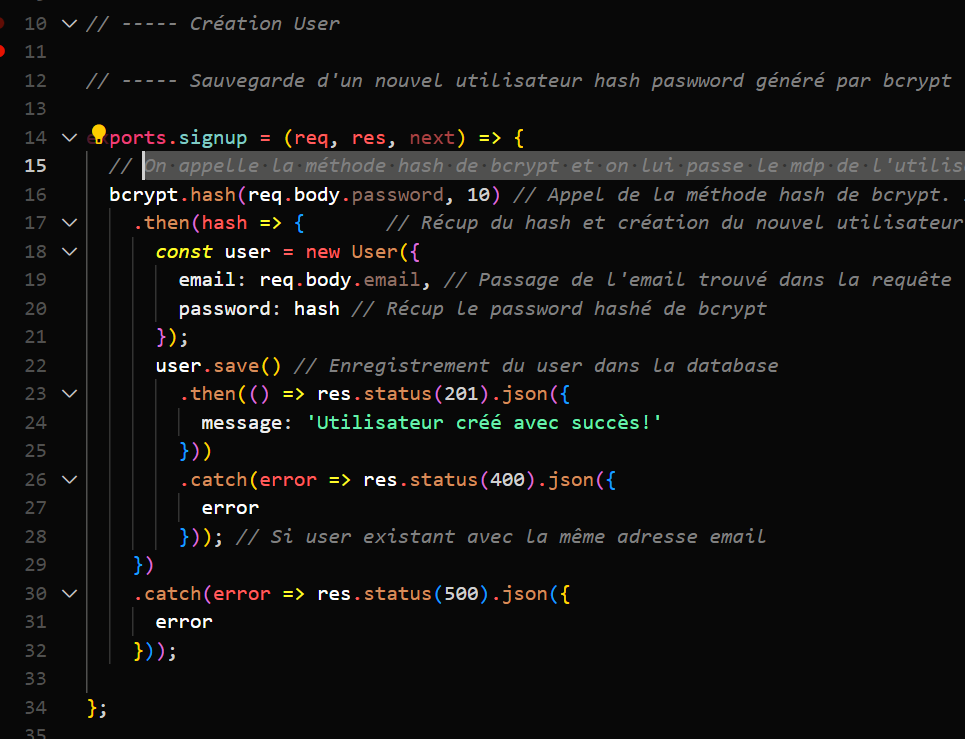 10 // ----- Création User
11
12 // ----- Sauvegarde d'un nouvel utilisateur hash paswword généré par bcrypt
13
14 exports.signup = (req, res, next) => {
15 // On appelle la méthode hash de bcrypt et on lui passe le mdp de l'utilis
16 bcrypt.hash(req.body.password, 10) // Appel de la méthode hash de bcrypt.
17 .then(hash => { // Récup du hash et création du nouvel utilisateur
18 const user = new User({
19 email: req.body.email, // Passage de l'email trouvé dans la requête
20 password: hash // Récup le password hashé de bcrypt
21 });
22 user.save() // Enregistrement du user dans la database
23 .then(() => res.status(201).json({
24 message: 'Utilisateur créé avec succès!'
25 }))
26 .catch(error => res.status(400).json({
27 error
28 })); // Si user existant avec la même adresse email
29 })
30 .catch(error => res.status(500).json({
31 error
32 }));
33
34 };
35